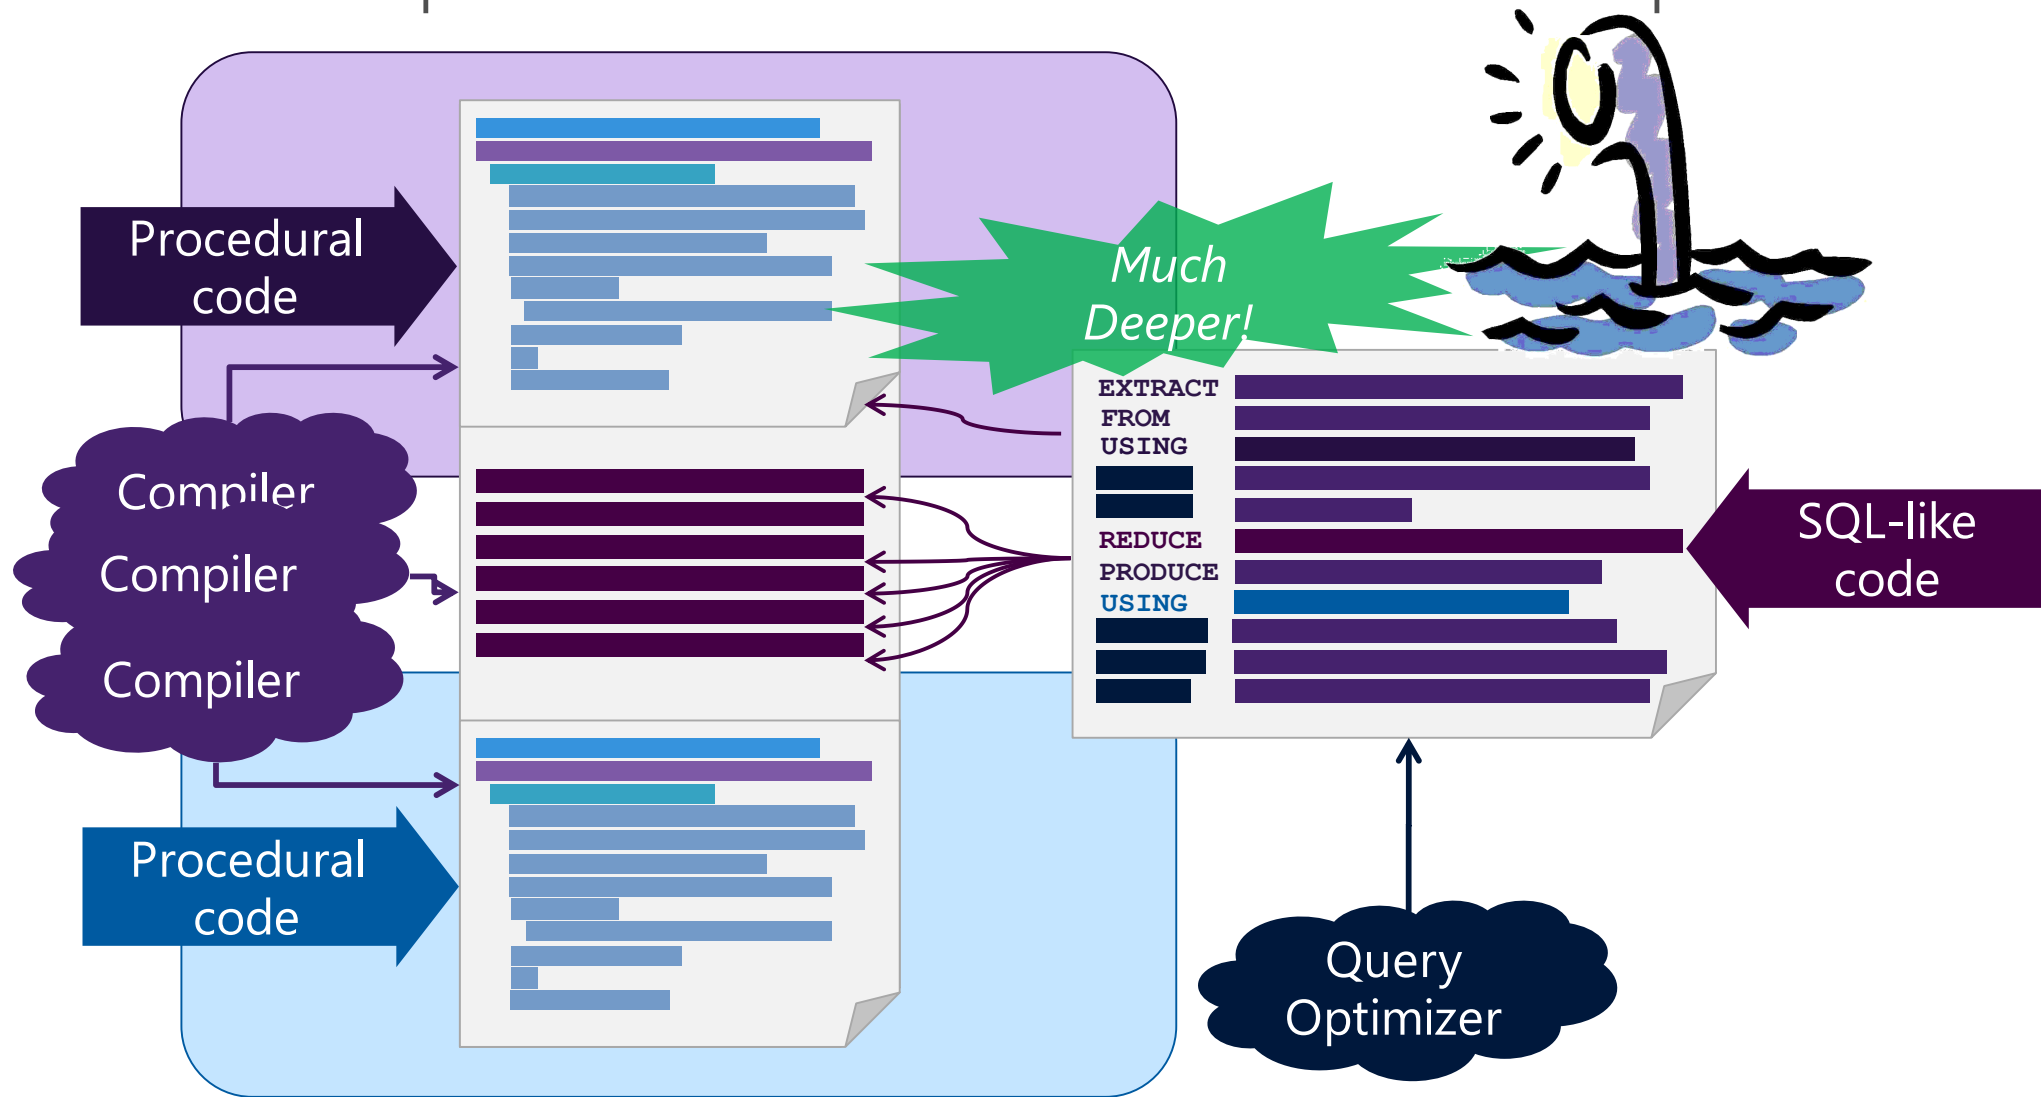 Procedural
code
Much
Deeper!
Compiler
Compiler
Compiler
EXTRACT
FROM
USING
REDUCE
PRODUCE
USING
SQL-like
code
Procedural
code
Query
Optimizer